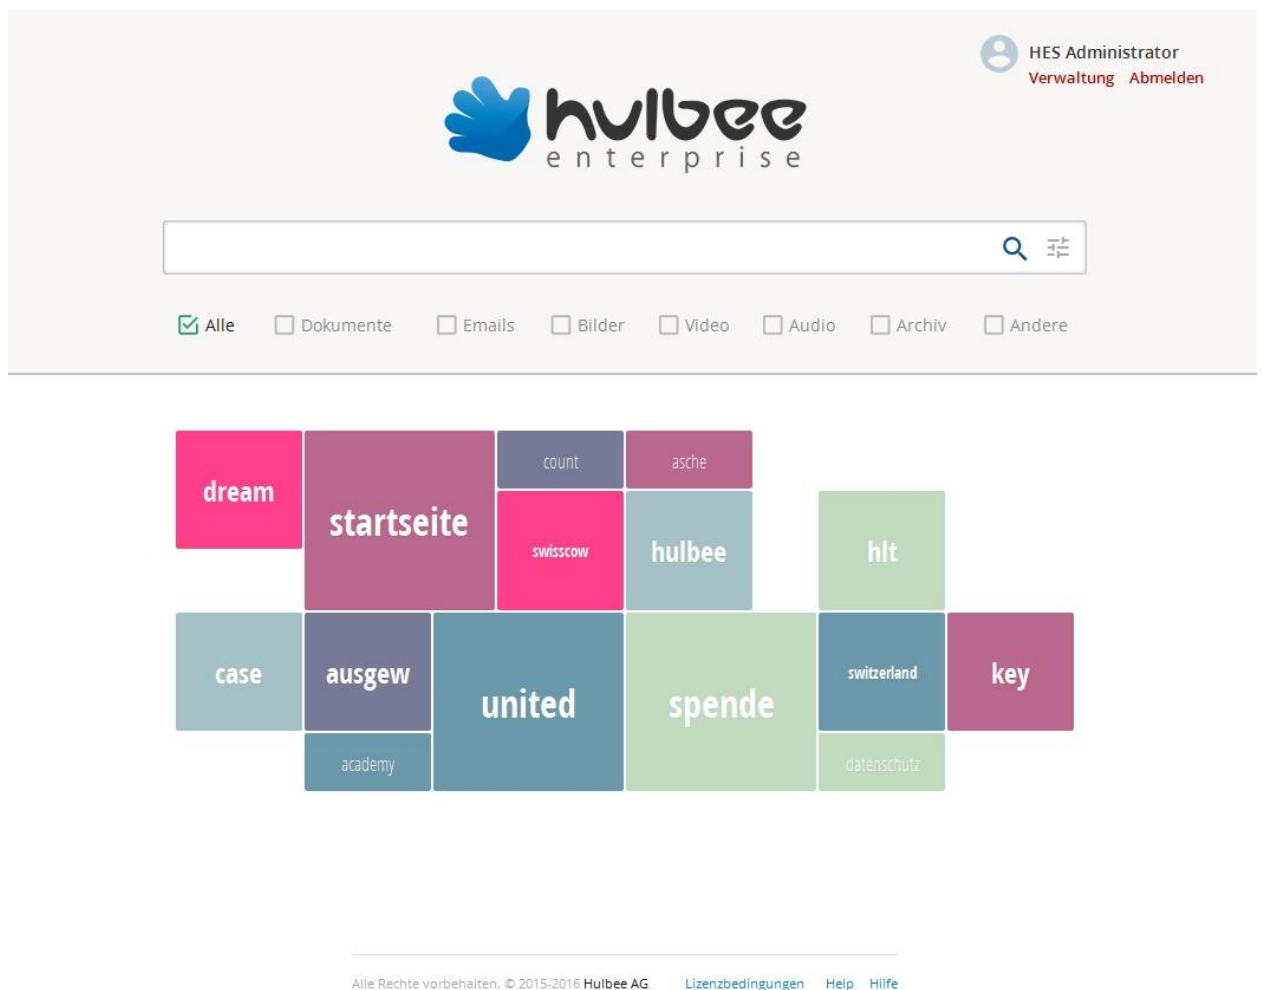 HES Administrator
Verwaltung Abmelden
hulbee
enterprise
Alle Dokumente Emails Bilder Video Audio Archiv Andere
count asche
dream
startseite
swisscow hulbee hlt
case ausgew switzerland key
united spende
academy datenschutz
Alle Rechte vorbehalten, © 2015-2016 Hulbee AG. Lizenzbedingungen Help Hilfe